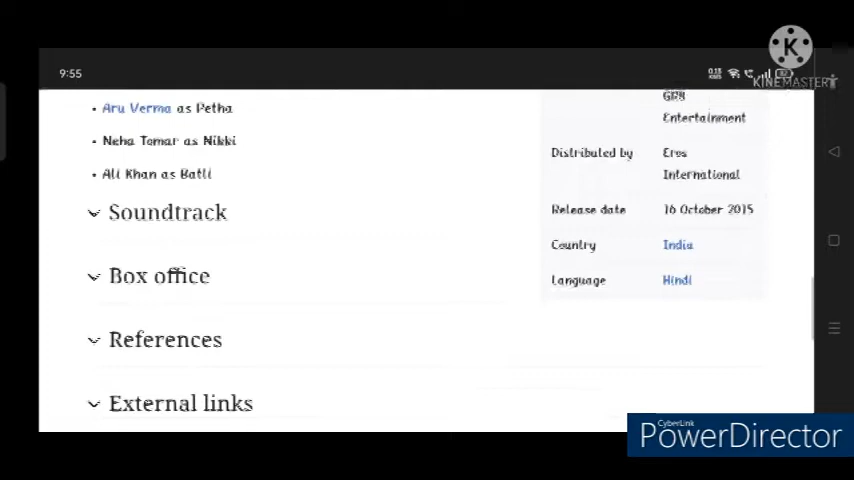 9:55
KINEMASTER
• Aru Verma as Petha
• Neha Tomar as Nikki
• Ali Khan as Batli
Soundtrack
Box office
References
External links
Entertainment
Distributed by Eros
International
Release date 16 October 2015
Country India
Language Hindi
CyberLink
PowerDirector